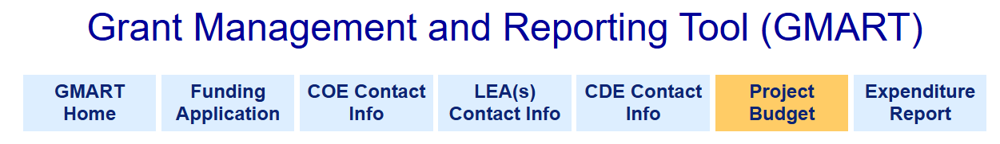 Grant Management and Reporting Tool (GMART)
GMART
Home
Funding
Application
COE Contact
Info
LEA(s)
Contact Info
CDE Contact
Info
Project
Budget
Expenditure
Report